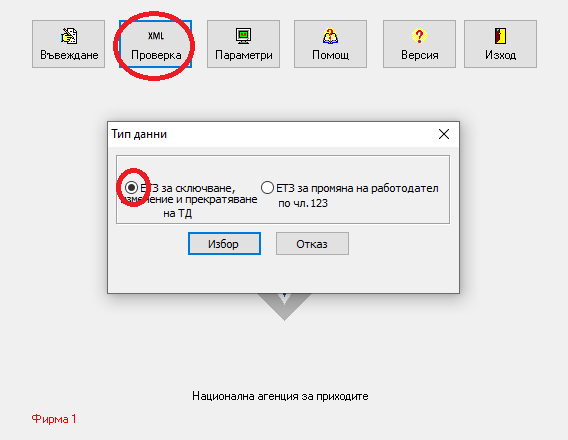 XML
Въвеждане
Проверка
Параметри
Помощ
Версия
Изход
Тип данни
ЕТЗ за сключване,
изменение и прекратяване
на ТД
ЕТЗ за промяна на работодател
по чл.123
Избор
Отказ
Национална агенция за приходите
Фирма 1